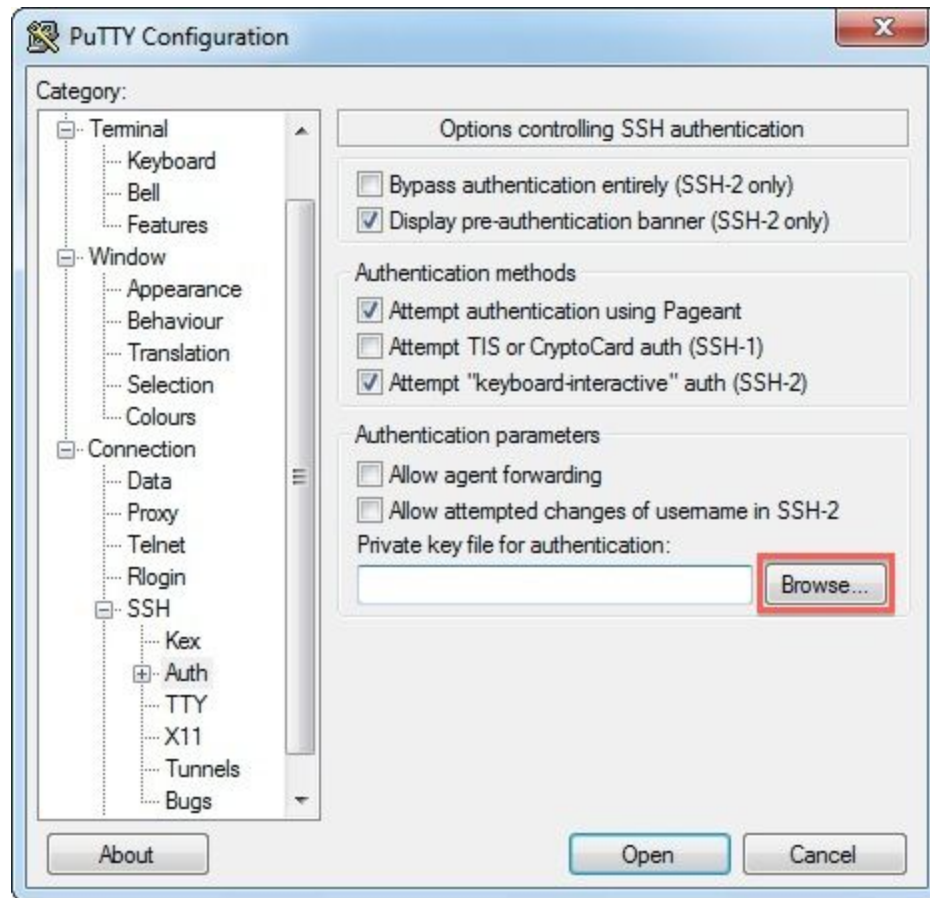 PuTTY Configuration
Category:
Terminal
Keyboard
Bell
Features
Window
Appearance
Behaviour
Translation
Selection
Colours
Connection
Data
Proxy
Telnet
Rlogin
SSH
Kex
Auth
TTY
X11
Tunnels
Bugs
Options controlling SSH authentication
Bypass authentication entirely (SSH-2 only)
Display pre-authentication banner (SSH-2 only)
Authentication methods
Attempt authentication using Pageant
Attempt TIS or CryptoCard auth (SSH-1)
Attempt "keyboard-interactive" auth (SSH-2)
Authentication parameters
Allow agent forwarding
Allow attempted changes of username in SSH-2
Private key file for authentication:
Browse...
About
Open
Cancel